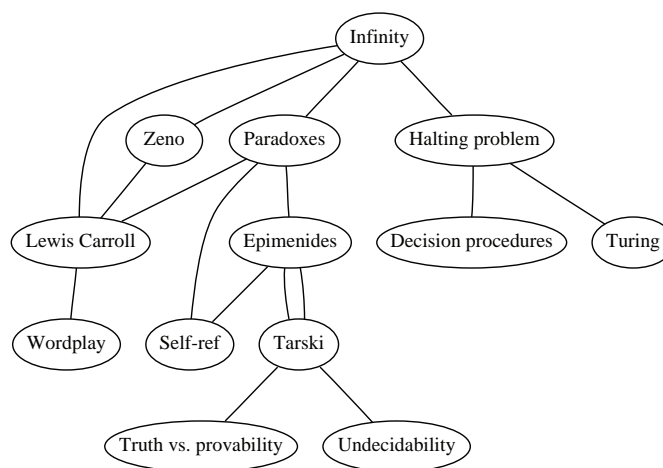 Infinity
Zeno
Paradoxes
Halting problem
Lewis Carroll
Epimenides
Decision procedures
Turing
Wordplay
Self-ref
Tarski
Truth vs. provability
Undecidability